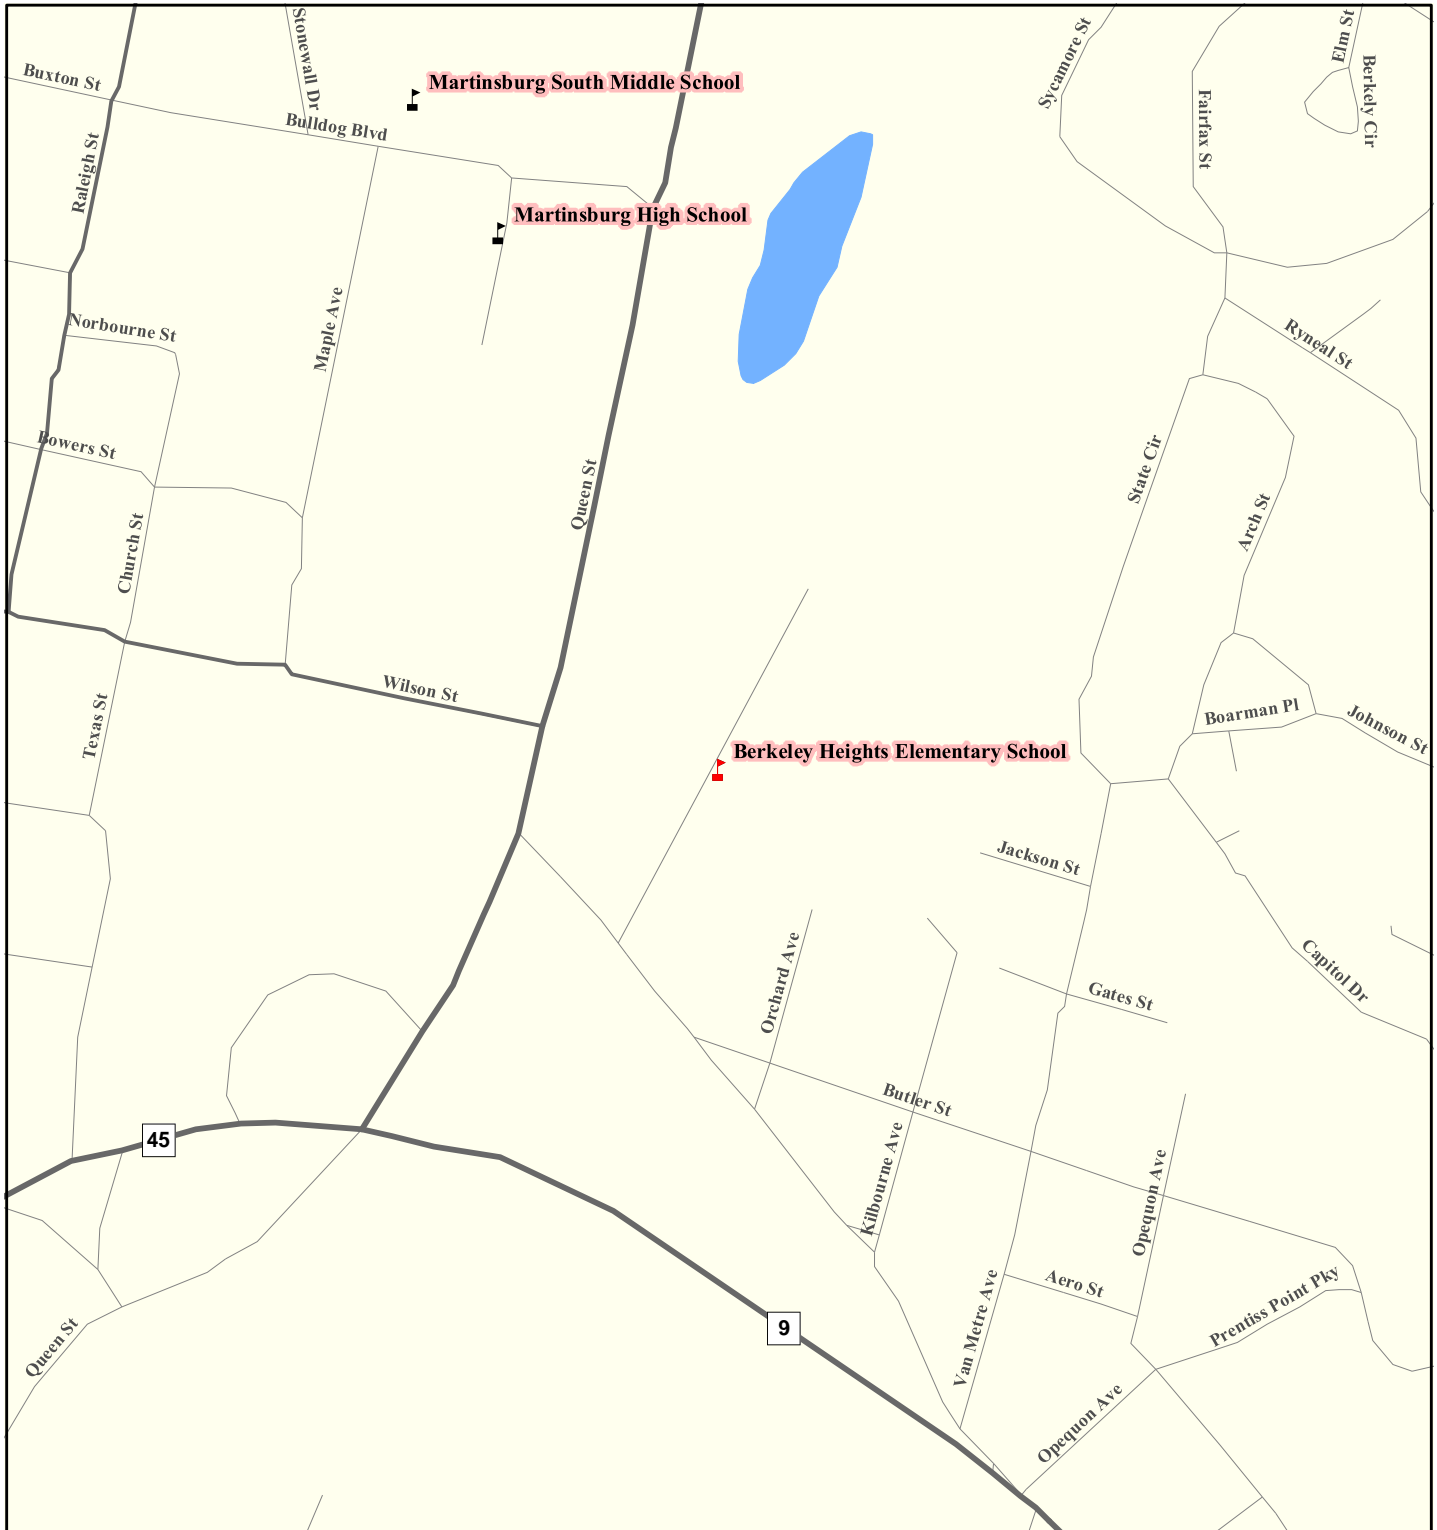 Stonewall Dr
Sycamore St
Elm St
Buxton St
Martinsburg South Middle School
Berkely Cir
Fairfax St
Bulldog Blvd
Raleigh St
Martinsburg High School
Norbourne St
Maple Ave
Ryneal St
Bowers St
State Cir
Queen St
Arch St
Church St
Wilson St
Texas St
Boarman Pl
Johnson St
Berkeley Heights Elementary School
Jackson St
Orchard Ave
Capitol Dr
Gates St
Butler St
45
Kilbourne Ave
Opequon Ave
Aero St
Prentiss Point Pky
Van Metre Ave
9
Queen St
Opequon Ave